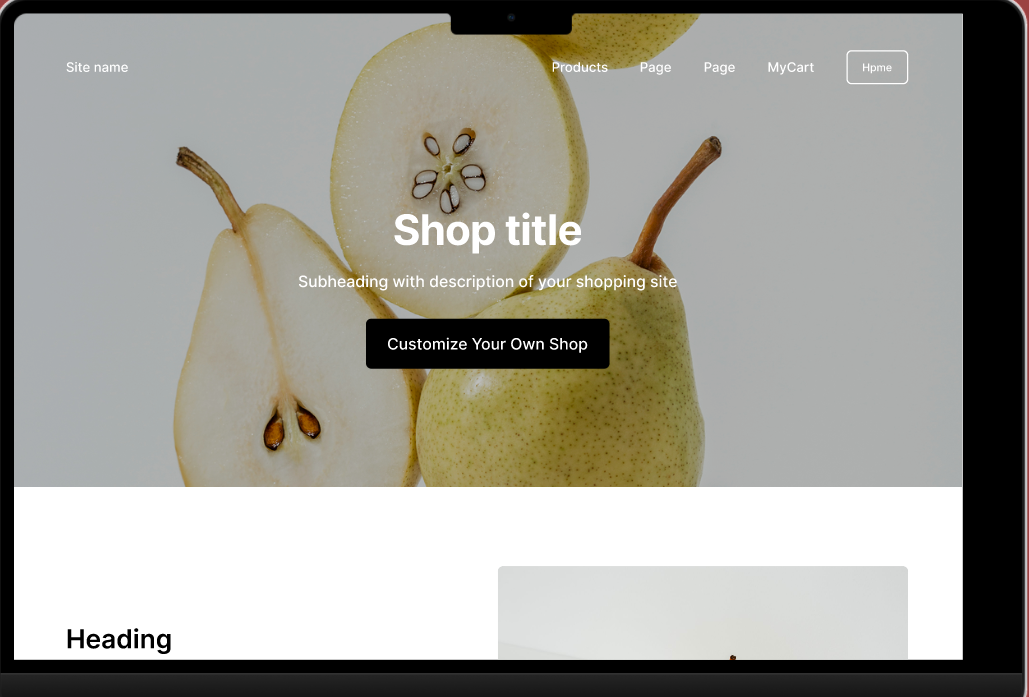 Site name
Products Page Page MyCart Hpme
Shop title
Subheading with description of your shopping site
Customize Your Own Shop
Heading